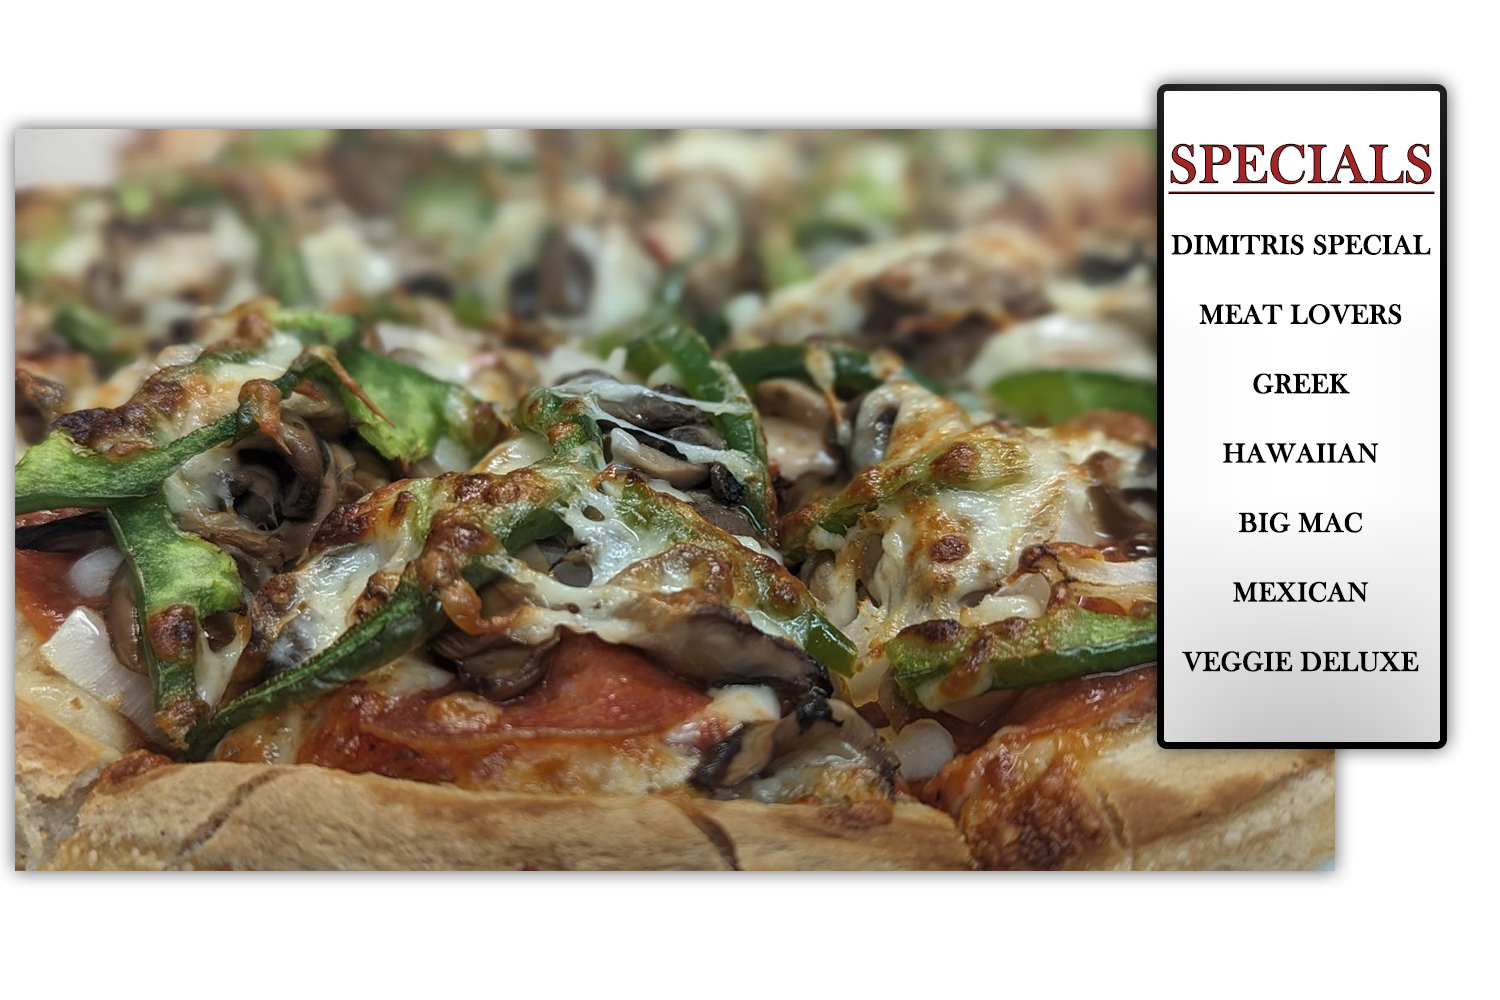 SPECIALS
DIMITRIS SPECIAL
MEAT LOVERS
GREEK
HAWAIIAN
BIG MAC
MEXICAN
VEGGIE DELUXE